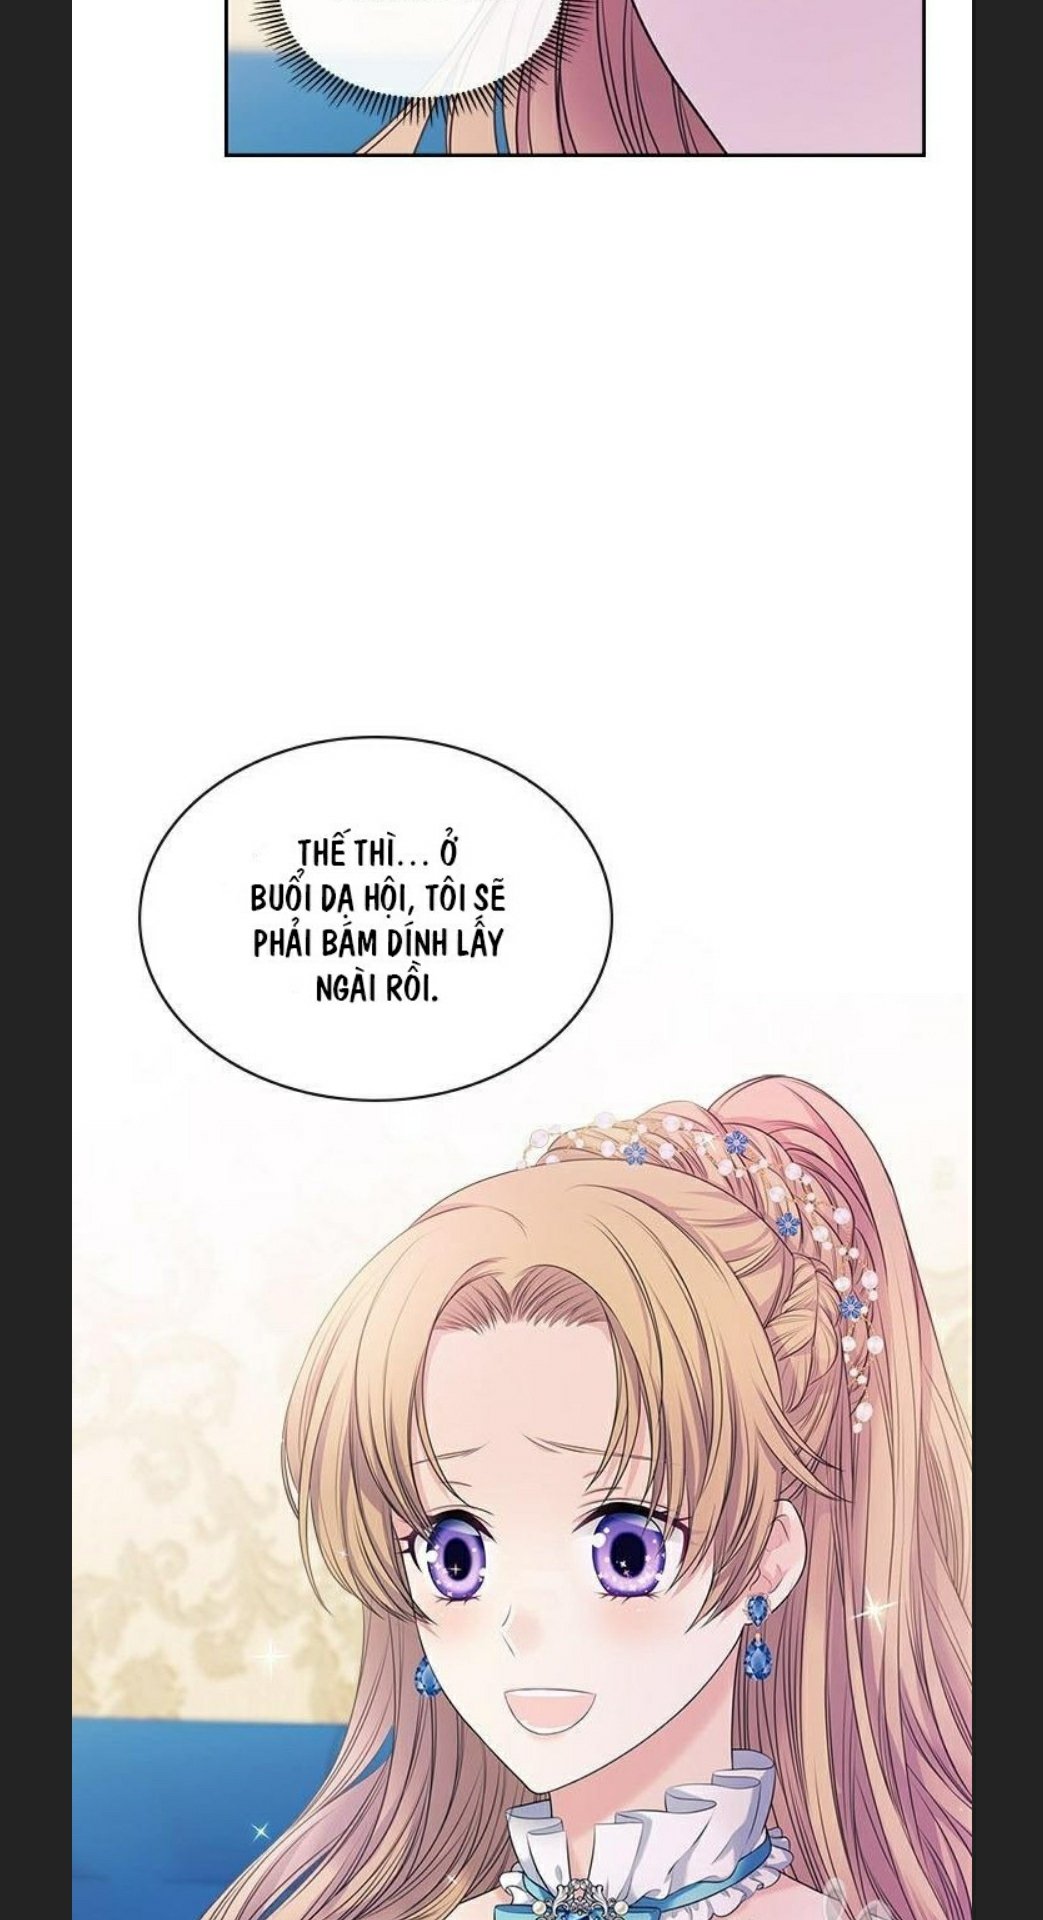 THẾ THÌ... Ở
BUỔI DẠ HỘI, TÔI SẼ
PHẢI BÁM DÍNH LẤY
NGÀI RỒI.